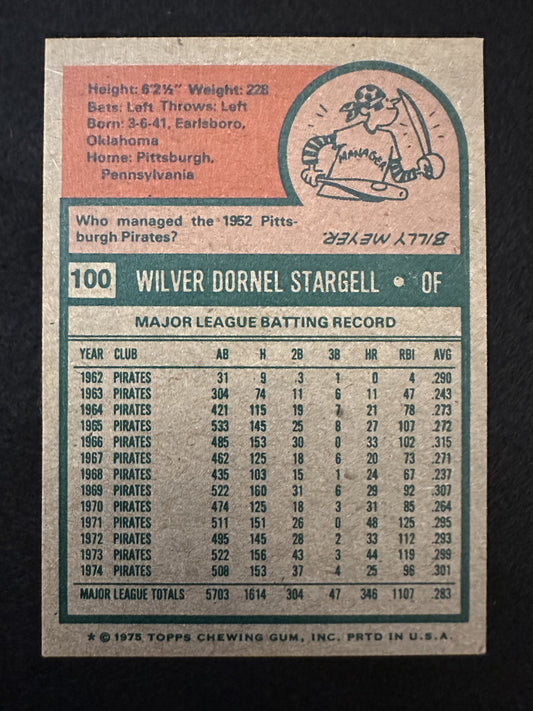 Height: 6'2½" Weight: 228
Bats: Left Throws: Left
Born: 3-6-41, Earlsboro,
Oklahoma
Home: Pittsburgh,
Pennsylvania
MANAGER
Who managed the 1952 Pitts-
burgh Pirates?
BILLY MEYER
100 WILVER DORNEL STARGELL • OF
MAJOR LEAGUE BATTING RECORD
YEAR CLUB AB H 2B 3B HR RBI AVG
1962 PIRATES 31 9 3 1 0 4 .290
1963 PIRATES 304 74 11 6 11 47 .243
1964 PIRATES 421 115 19 7 21 78 .273
1965 PIRATES 533 145 25 8 27 107 .272
1966 PIRATES 485 153 30 0 33 102 .315
1967 PIRATES 462 125 18 6 20 73 .271
1968 PIRATES 435 103 15 1 24 67 .237
1969 PIRATES 522 160 31 6 29 92 .307
1970 PIRATES 474 125 18 3 31 85 .264
1971 PIRATES 511 151 26 0 48 125 .295
1972 PIRATES 495 145 28 2 33 112 .293
1973 PIRATES 522 156 43 3 44 119 .299
1974 PIRATES 508 153 37 4 25 96 .301
MAJOR LEAGUE TOTALS 5703 1614 304 47 346 1107 .283
* © 1975 TOPPS CHEWING GUM, INC. PRTD IN U.S.A.